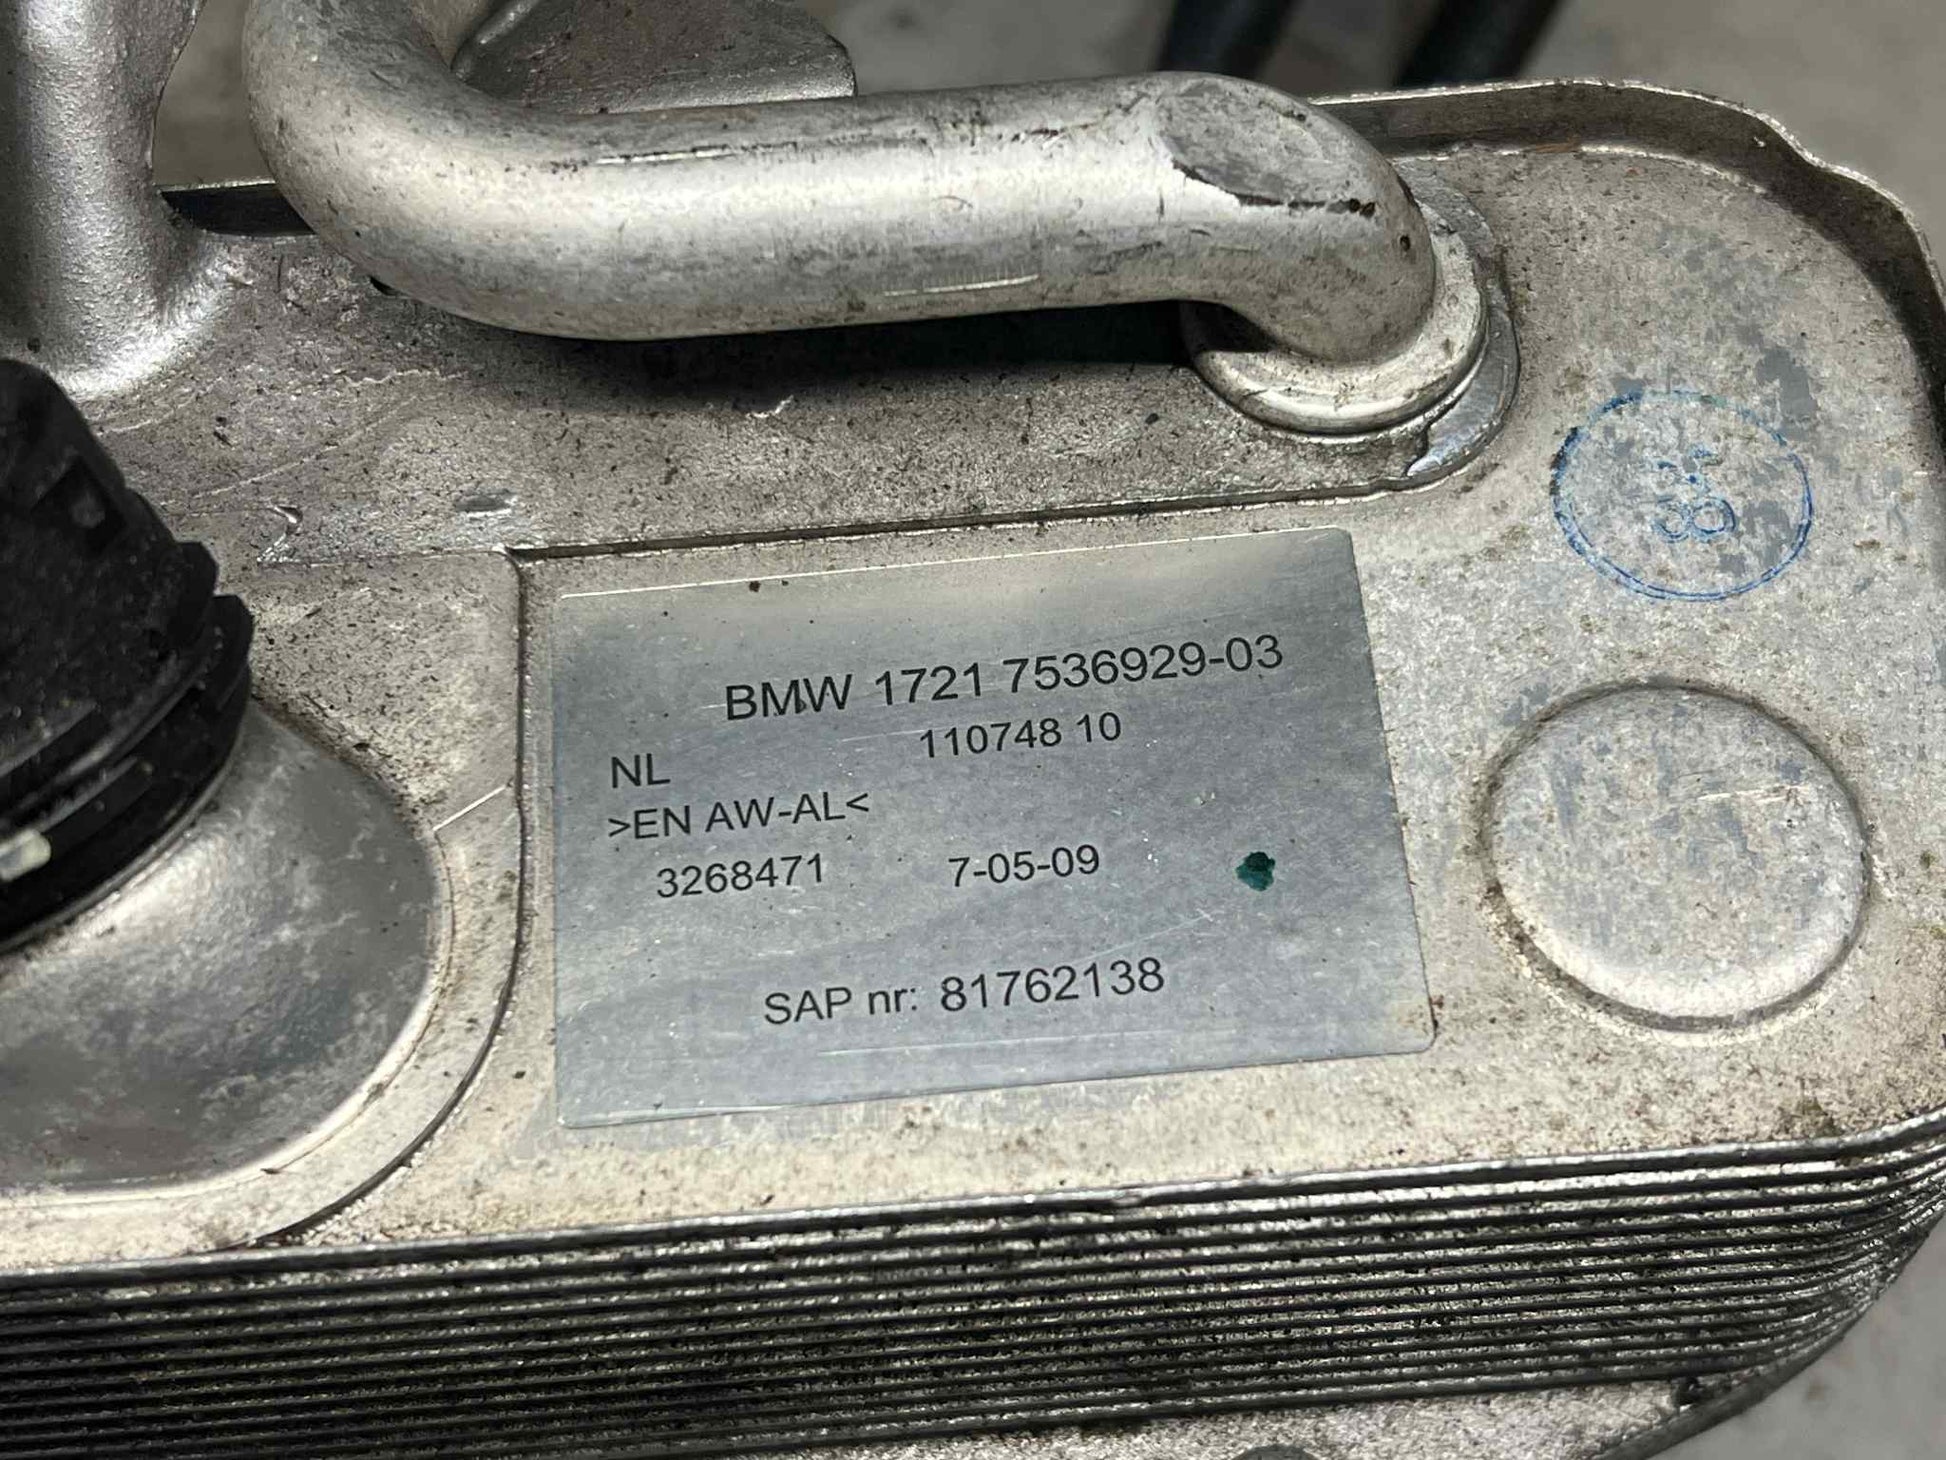 BMW 1721 7536929-03
110748 10
NL
>EN AW-AL<
3268471 7-05-09
SAP nr: 81762138